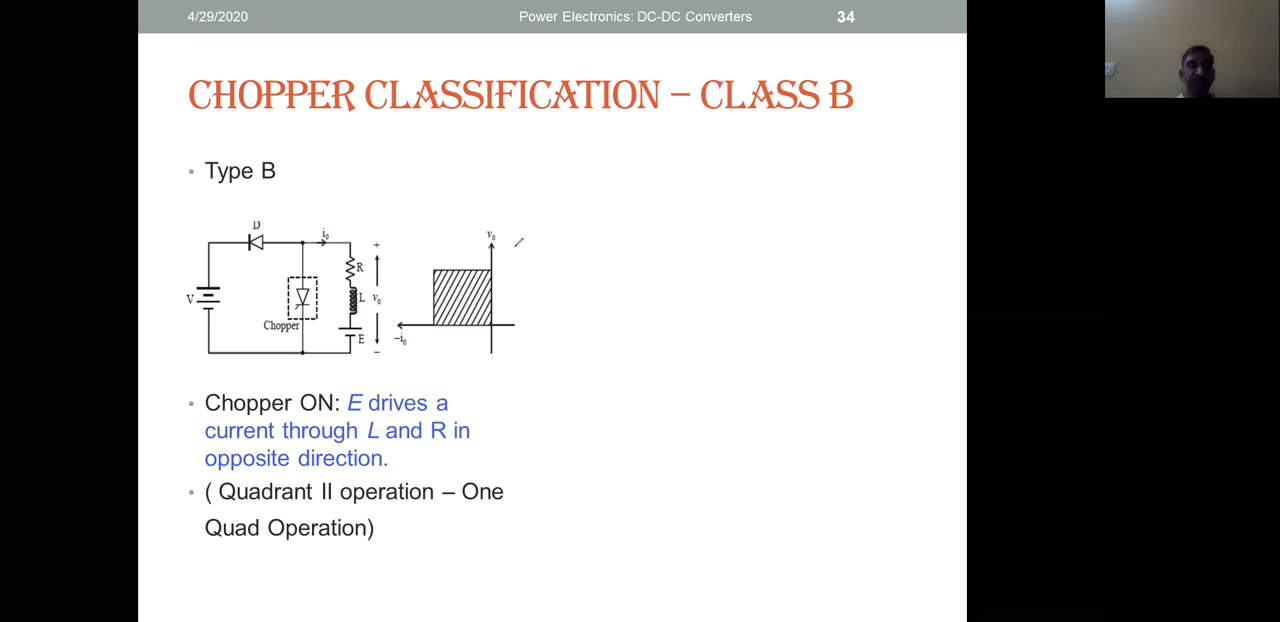 4/29/2020
Power Electronics: DC-DC Converters
34
CHOPPER CLASSIFICATION – CLASS B
• Type B
D
i0
+
R
V
L
v0
Chopper
E
–
v0
–i0
• Chopper ON: E drives a
current through L and R in
opposite direction.
• ( Quadrant II operation – One
Quad Operation)